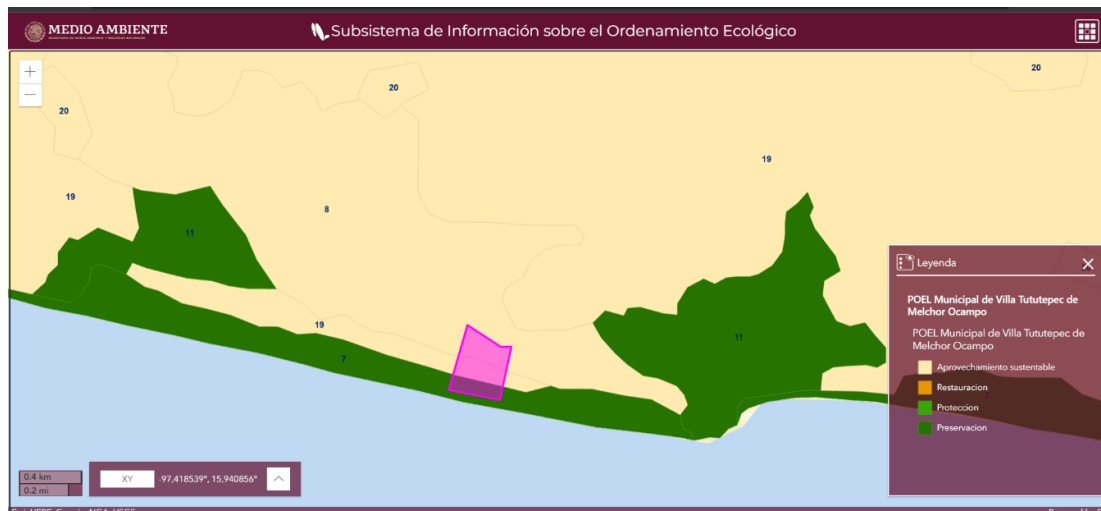 MEDIO AMBIENTE
Subsistema de Información sobre el Ordenamiento Ecológico
+
−
20
20
20
19
19
8
11
19
7
11
Leyenda
POEL Municipal de Villa Tututepec de
Melchor Ocampo
POEL Municipal de Villa Tututepec de
Melchor Ocampo
Aprovechamiento sustentable
Restauracion
Proteccion
Preservacion
0.4 km
0.2 mi
XY
-97,418539°, 15,940856°